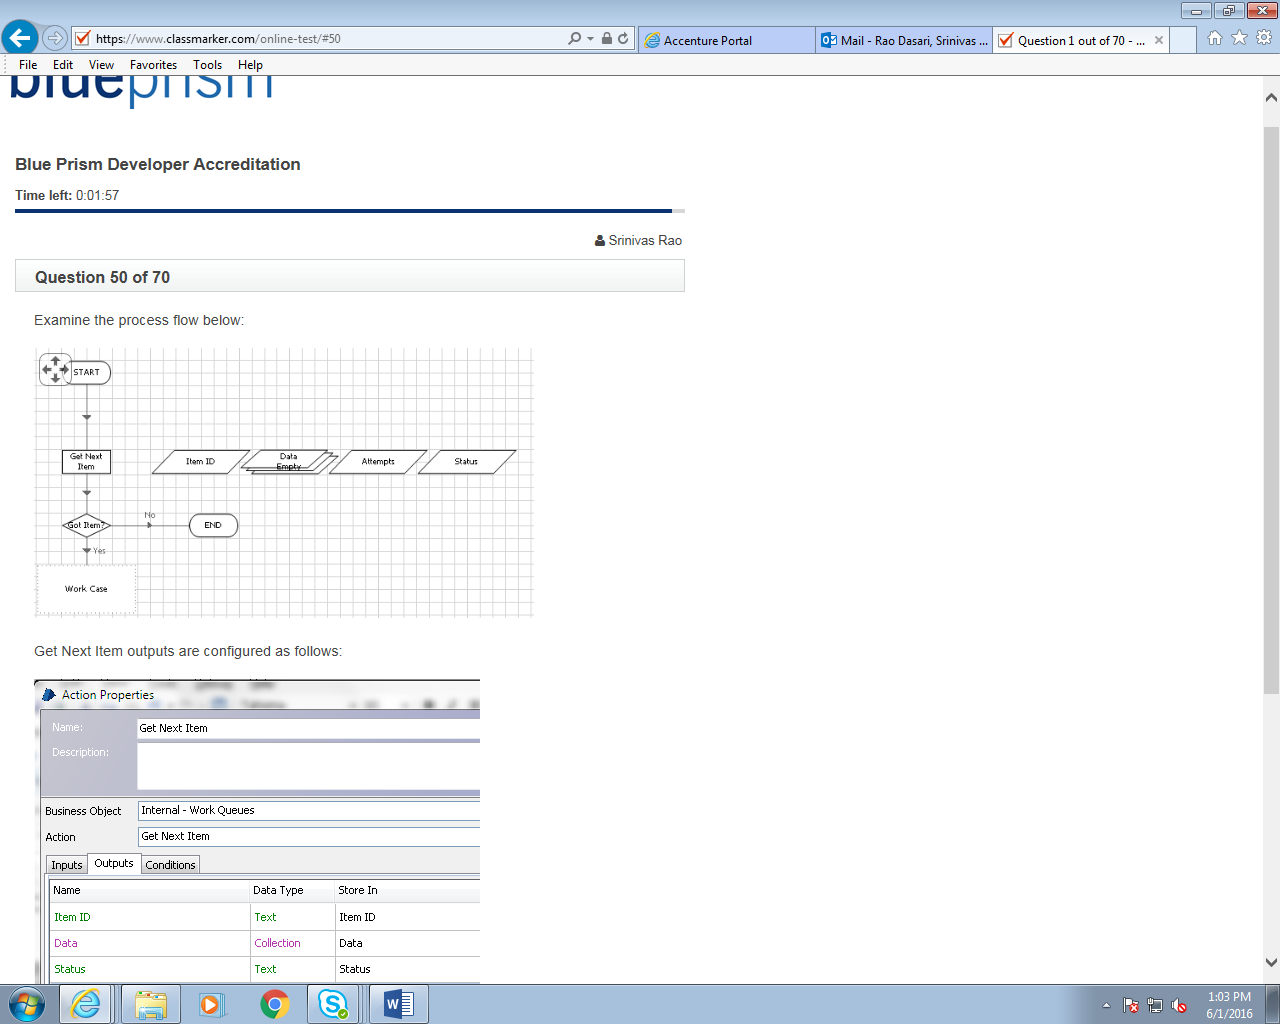 https://www.classmarker.com/online-test/#50
Accenture Portal
Mail - Rao Dasari, Srinivas ...
Question 1 out of 70 - ...
File Edit View Favorites Tools Help
blueprism
Blue Prism Developer Accreditation
Time left: 0:01:57
Srinivas Rao
Question 50 of 70
Examine the process flow below:
START
Get Next Item
Item ID
Data
Empty
Attempts
Status
Got Item?
No
END
Yes
Work Case
Get Next Item outputs are configured as follows:
Action Properties
Name: Get Next Item
Description:
Business Object Internal - Work Queues
Action Get Next Item
Inputs Outputs Conditions
Name Data Type Store In
Item ID Text Item ID
Data Collection Data
Status Text Status
1:03 PM
6/1/2016